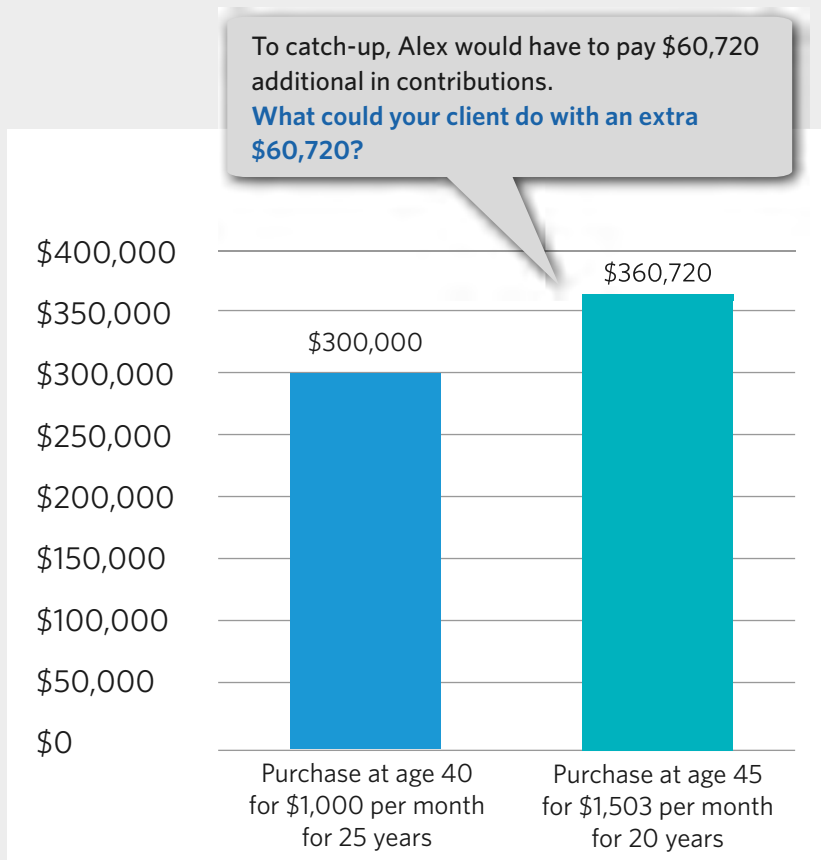 To catch-up, Alex would have to pay $60,720
additional in contributions.
What could your client do with an extra
$60,720?
$400,000
$360,720
$350,000
$300,000
$300,000
$250,000
$200,000
$150,000
$100,000
$50,000
$0
Purchase at age 40
for $1,000 per month
for 25 years
Purchase at age 45
for $1,503 per month
for 20 years